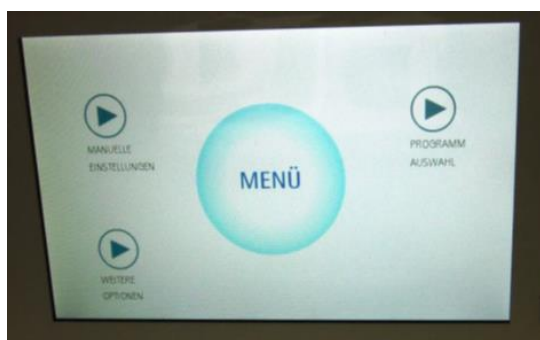 MANUELLE
EINSTELLUNGEN
MENÜ
PROGRAMM
AUSWAHL
WEITERE
OPTIONEN